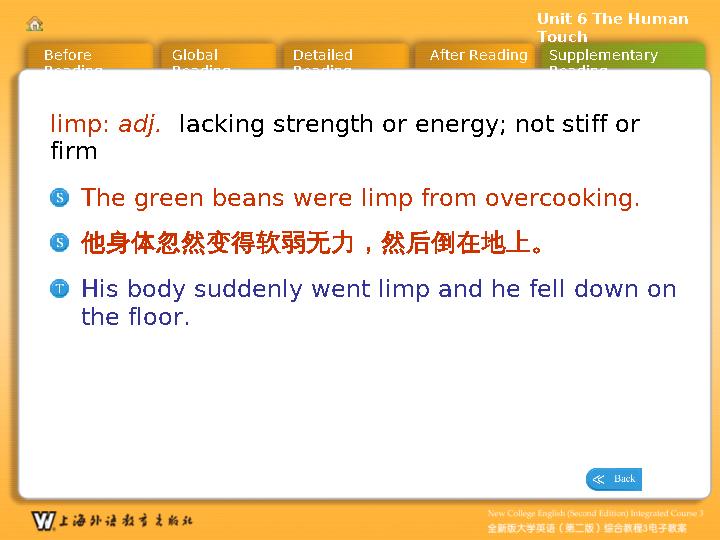 Unit 6 The Human
Touch
Before
Reading
Global
Reading
Detailed
Reading
After Reading
Supplementary
Reading
limp: adj. lacking strength or energy; not stiff or
firm
S The green beans were limp from overcooking.
S 他身体忽然变得软弱无力，然后倒在地上。
T His body suddenly went limp and he fell down on
the floor.
≪ Back
W 上海外语教育出版社
New College English (Second Edition) Integrated Course 3
全新版大学英语（第二版）综合教程3电子教案